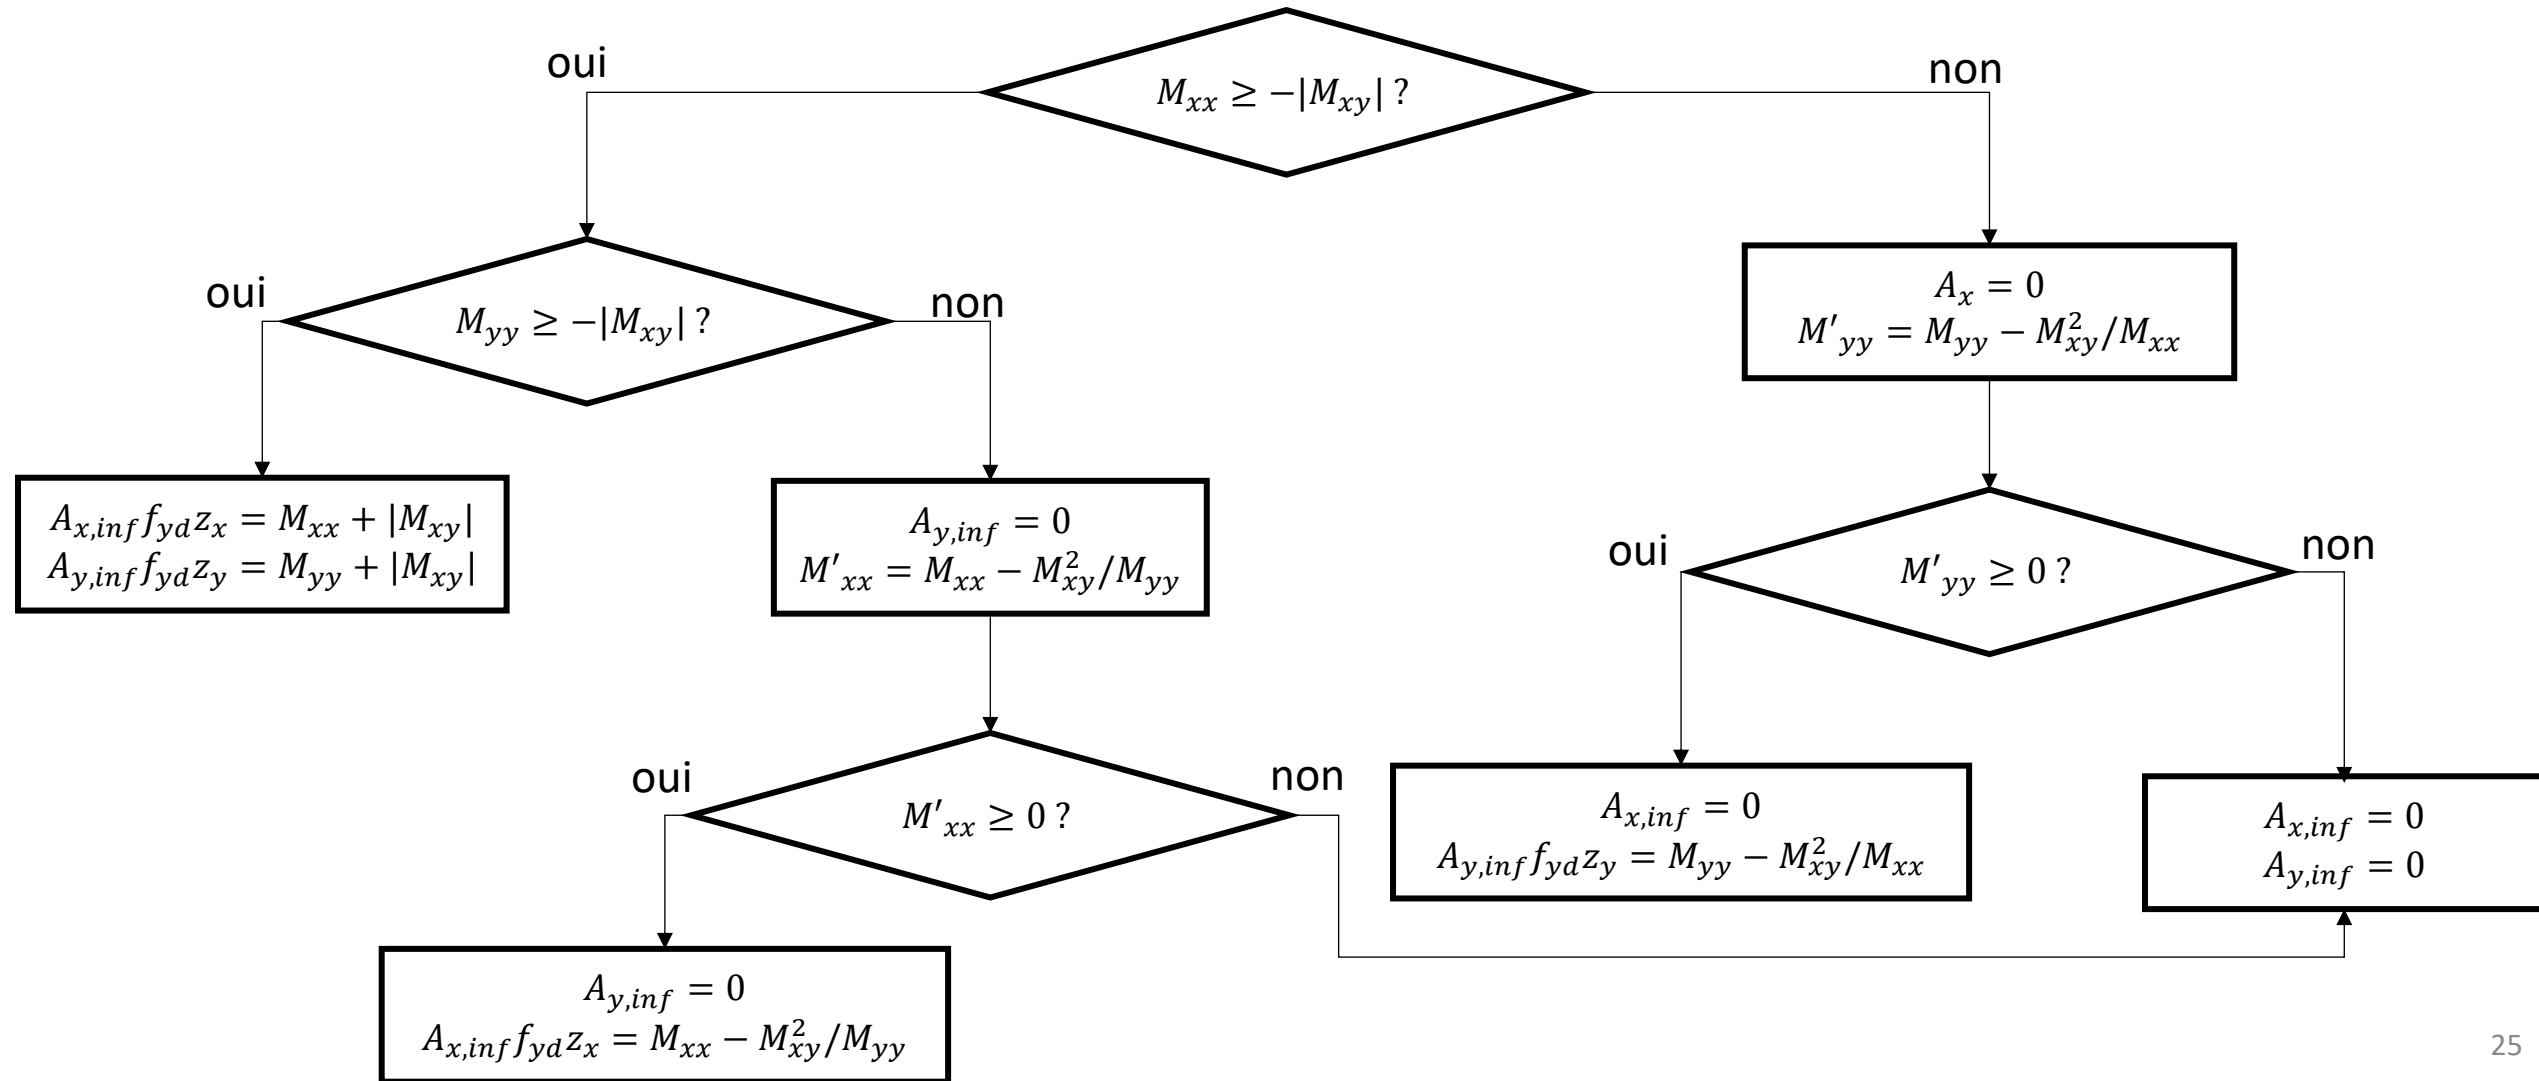 oui
non
M_{xx} ≥ −|M_{xy}| ?
oui
non
M_{yy} ≥ −|M_{xy}| ?
A_x = 0
M'_{yy} = M_{yy} − M_{xy}^2/M_{xx}
A_{x,inf} f_{yd} z_x = M_{xx} + |M_{xy}|
A_{y,inf} f_{yd} z_y = M_{yy} + |M_{xy}|
A_{y,inf} = 0
M'_{xx} = M_{xx} − M_{xy}^2/M_{yy}
oui
non
M'_{yy} ≥ 0 ?
oui
non
M'_{xx} ≥ 0 ?
A_{x,inf} = 0
A_{y,inf} f_{yd} z_y = M_{yy} − M_{xy}^2/M_{xx}
A_{x,inf} = 0
A_{y,inf} = 0
A_{y,inf} = 0
A_{x,inf} f_{yd} z_x = M_{xx} − M_{xy}^2/M_{yy}
25